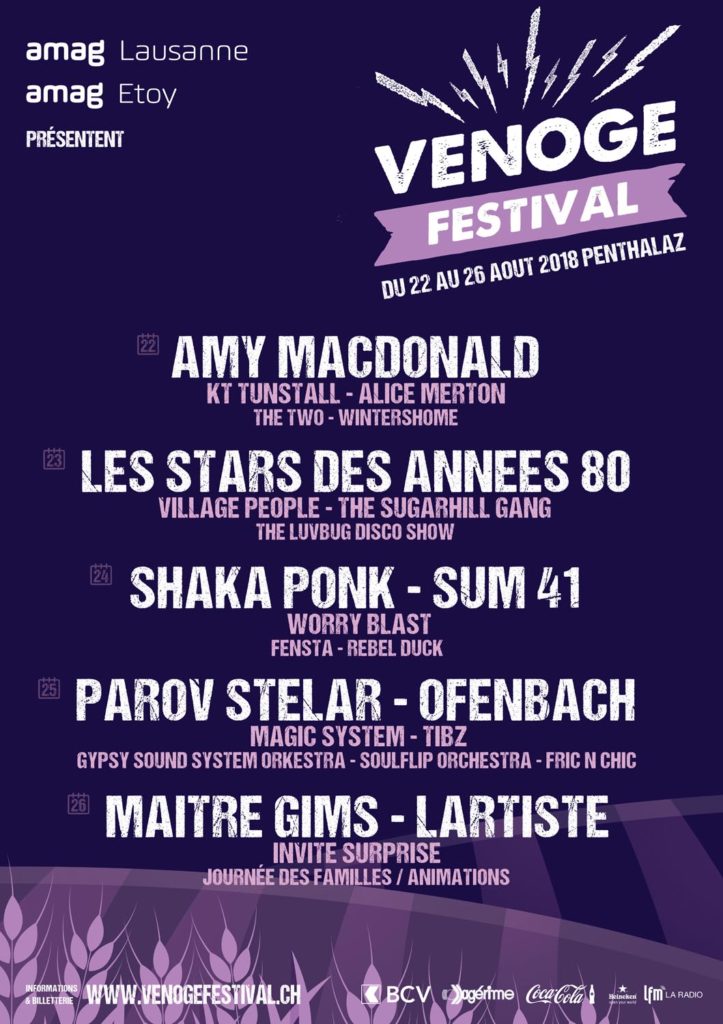 amag Lausanne
amag Etoy
PRÉSENTENT
VENOGE
FESTIVAL
DU 22 AU 26 AOUT 2018 PENTHALAZ
22
AMY MACDONALD
KT TUNSTALL - ALICE MERTON
THE TWO - WINTERSHOME
23
LES STARS DES ANNEES 80
VILLAGE PEOPLE - THE SUGARHILL GANG
THE LUVBUG DISCO SHOW
24
SHAKA PONK - SUM 41
WORRY BLAST
FENSTA - REBEL DUCK
25
PAROV STELAR - OFENBACH
MAGIC SYSTEM - TIBZ
GYPSY SOUND SYSTEM ORKESTRA - SOULFLIP ORCHESTRA - FRIC N CHIC
26
MAITRE GIMS - LARTISTE
INVITE SURPRISE
JOURNÉE DES FAMILLES / ANIMATIONS
INFORMATIONS
& BILLETTERIE
WWW.VENOGEFESTIVAL.CH
BCV
agértme
Coca-Cola
Heineken
open your world
lfm LA RADIO